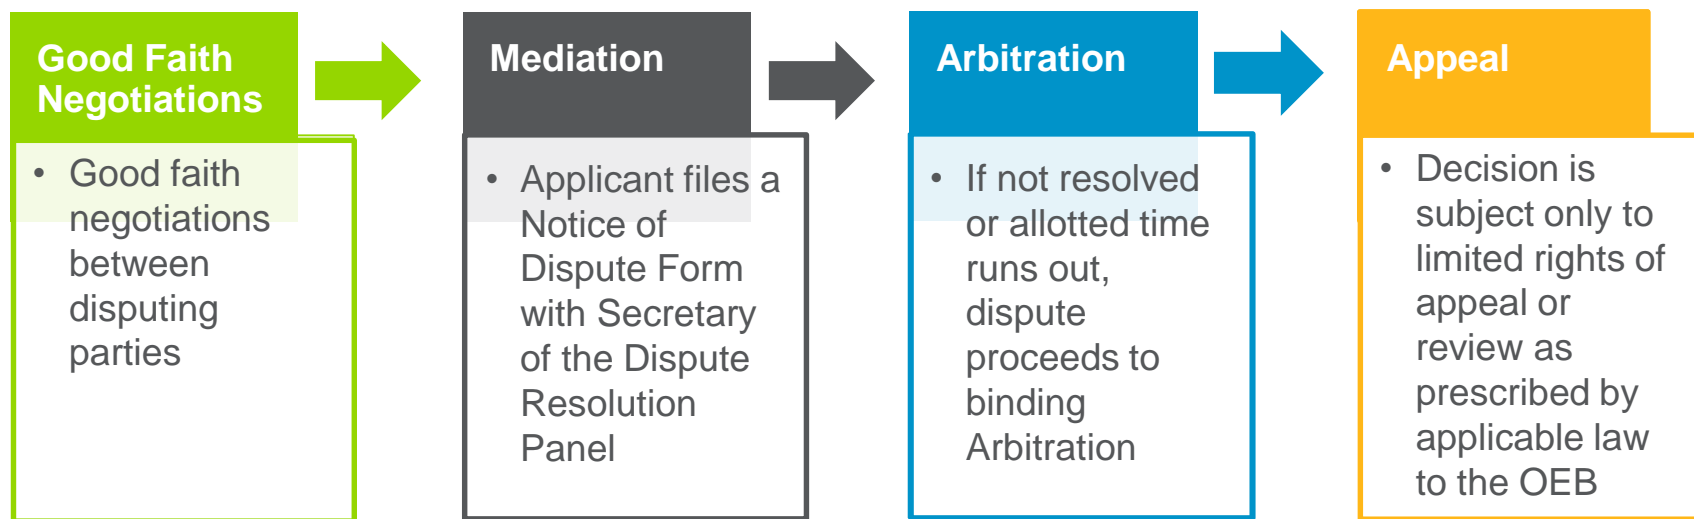 Good Faith
Negotiations
• Good faith
negotiations
between
disputing
parties
Mediation
• Applicant files a
Notice of
Dispute Form
with Secretary
of the Dispute
Resolution
Panel
Arbitration
• If not resolved
or allotted time
runs out,
dispute
proceeds to
binding
Arbitration
Appeal
• Decision is
subject only to
limited rights of
appeal or
review as
prescribed by
applicable law
to the OEB